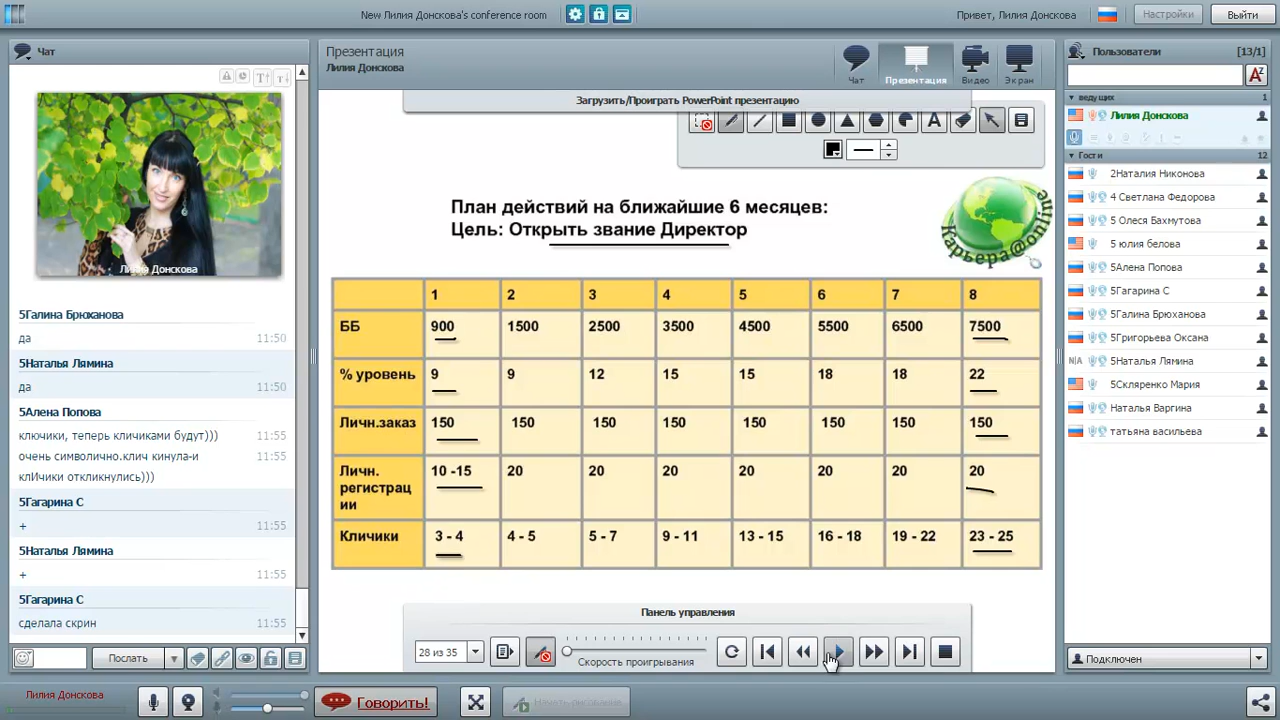 New Лилия Донскова's conference room
Привет, Лилия Донскова
Настройки
Выйти
Чат
Лилия Донскова
5Галина Брюханова
да 11:50
5Наталья Лямина
да 11:50
5Алена Попова
ключики, теперь кличиками будут))) 11:55
очень символично.клич кинула-и 11:55
клИчики откликнулись)))
5Гагарина С
+ 11:55
5Наталья Лямина
+ 11:55
5Гагарина С
сделала скрин 11:55
Послать
Презентация
Лилия Донскова
Чат
Презентация
Видео
Экран
Загрузить/Проиграть PowerPoint презентацию
План действий на ближайшие 6 месяцев:
Цель: Открыть звание Директор
Карьера@online
1 2 3 4 5 6 7 8
ББ 900 1500 2500 3500 4500 5500 6500 7500
% уровень 9 9 12 15 15 18 18 22
Личн.заказ 150 150 150 150 150 150 150 150
Личн. 10 -15 20 20 20 20 20 20 20
регистрац
ии
Кличики 3 - 4 4 - 5 5 - 7 9 - 11 13 - 15 16 - 18 19 - 22 23 - 25
Панель управления
28 из 35
Скорость проигрывания
Пользователи [13/1]
ведущих 1
Лилия Донскова
Гости 12
2Наталия Никонова
4 Светлана Федорова
5 Олеся Бахмутова
5 юлия белова
5Алена Попова
5Гагарина С
5Галина Брюханова
5Григорьева Оксана
N/A 5Наталья Лямина
5Скляренко Мария
Наталья Варгина
татьяна васильева
Подключен
Лилия Донскова
Говорить!